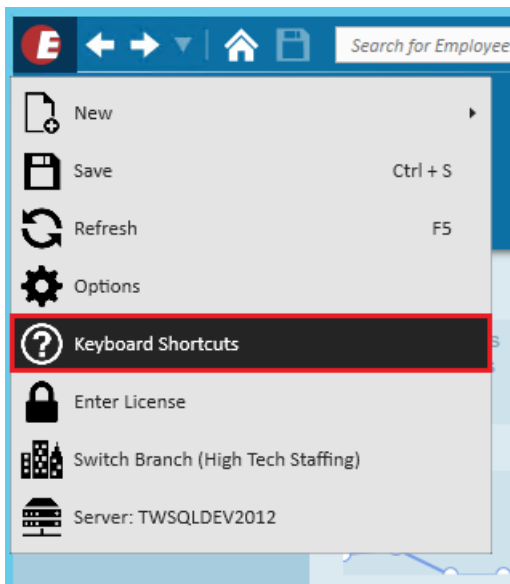 E
Search for Employee
New
Save Ctrl + S
Refresh F5
Options
Keyboard Shortcuts
Enter License
Switch Branch (High Tech Staffing)
Server: TWSQLDEV2012